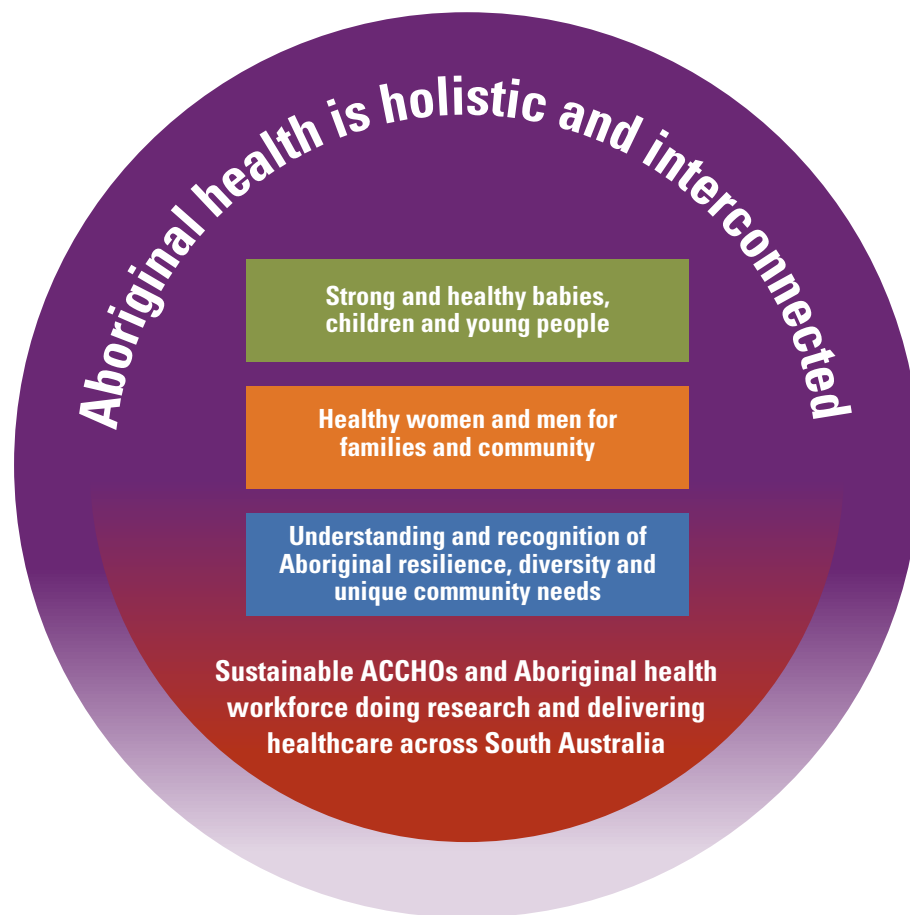 Aboriginal health is holistic and interconnected
Strong and healthy babies,
children and young people
Healthy women and men for
families and community
Understanding and recognition of
Aboriginal resilience, diversity and
unique community needs
Sustainable ACCHOs and Aboriginal health
workforce doing research and delivering
healthcare across South Australia